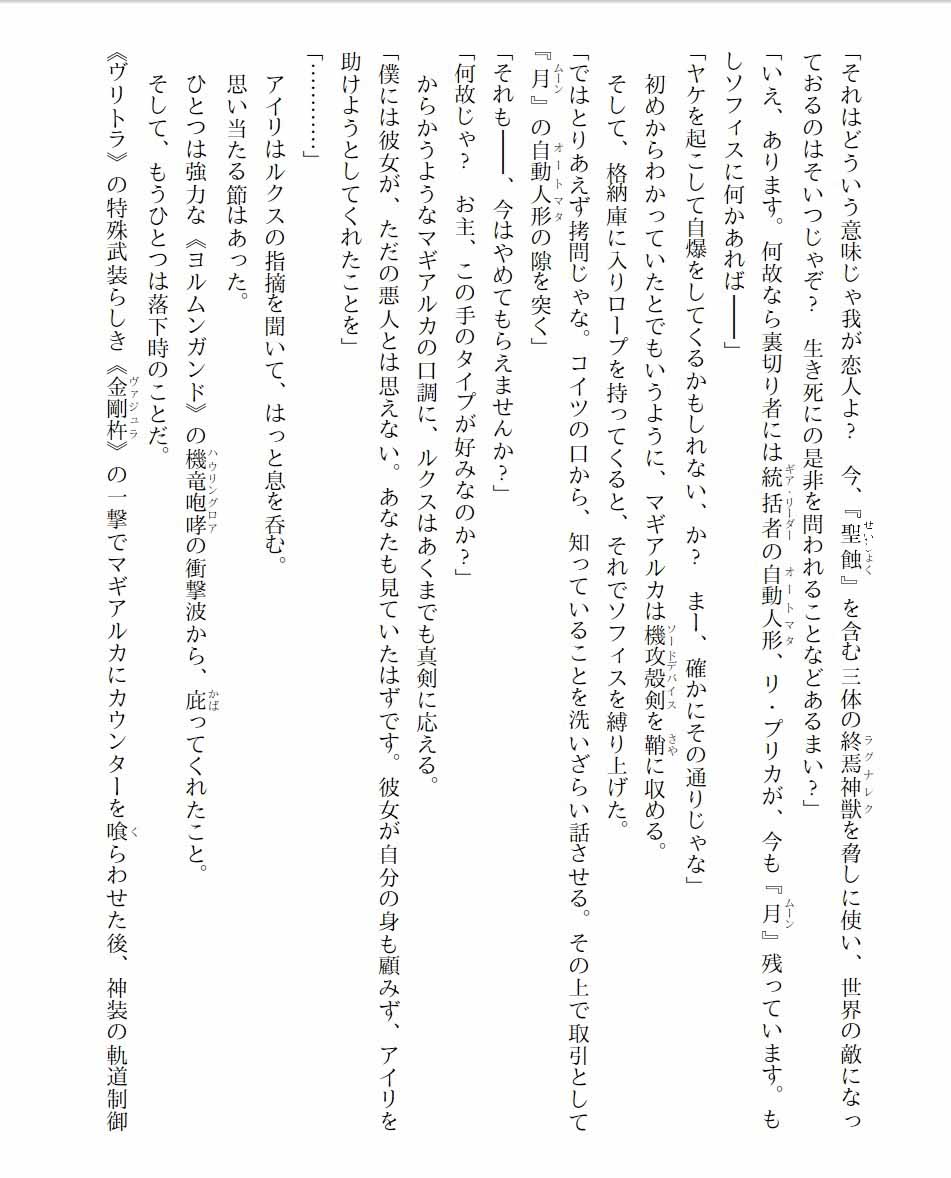 「それはどういう意味じゃ我が恋人よ？　今、『聖蝕』を含む三体の終焉神獣を脅しに使い、世界の敵になっ
ておるのはそいつじゃぞ？　生き死にの是非を問われることなどあるまい？」
「いえ、あります。何故なら裏切り者には統括者の自動人形、リ・プリカが、今も『月』残っています。も
しソフィスに何かあれば――」
「ヤケを起こして自爆をしてくるかもしれない、か？　まー、確かにその通りじゃな」
　初めからわかっていたとでもいうように、マギアルカは機攻殻剣を鞘に収める。
　そして、格納庫に入りロープを持ってくると、それでソフィスを縛り上げた。
「ではとりあえず拷問じゃな。コイツの口から、知っていることを洗いざらい話させる。その上で取引として
『月』の自動人形の隙を突く」
「それも――、今はやめてもらえませんか？」
「何故じゃ？　お主、この手のタイプが好みなのか？」
　からかうようなマギアルカの口調に、ルクスはあくまでも真剣に応える。
「僕には彼女が、ただの悪人とは思えない。あなたも見ていたはずです。彼女が自分の身も顧みず、アイリを
助けようとしてくれたことを」
「…………」
　アイリはルクスの指摘を聞いて、はっと息を呑む。
　思い当たる節はあった。
　ひとつは強力な《ヨルムンガンド》の機竜咆哮の衝撃波から、庇ってくれたこと。
　そして、もうひとつは落下時のことだ。
《ヴリトラ》の特殊武装らしき《金剛杵》の一撃でマギアルカにカウンターを喰らわせた後、神装の軌道制御